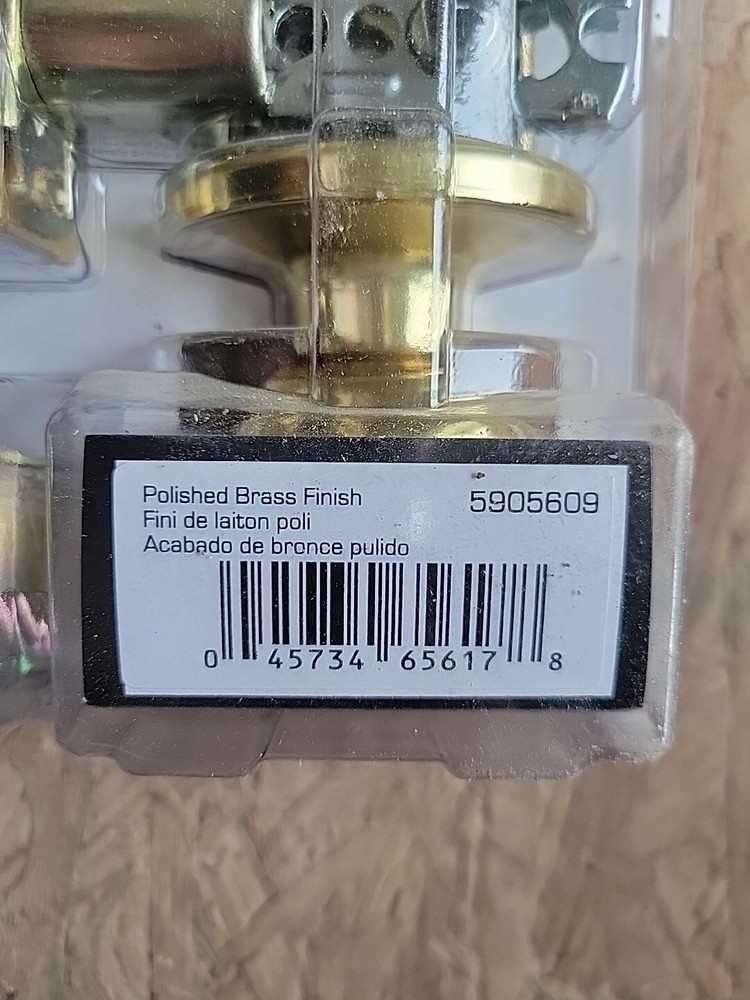 Polished Brass Finish
5905609
Fini de laiton poli
Acabado de bronce pulido
0 45734 65617 8